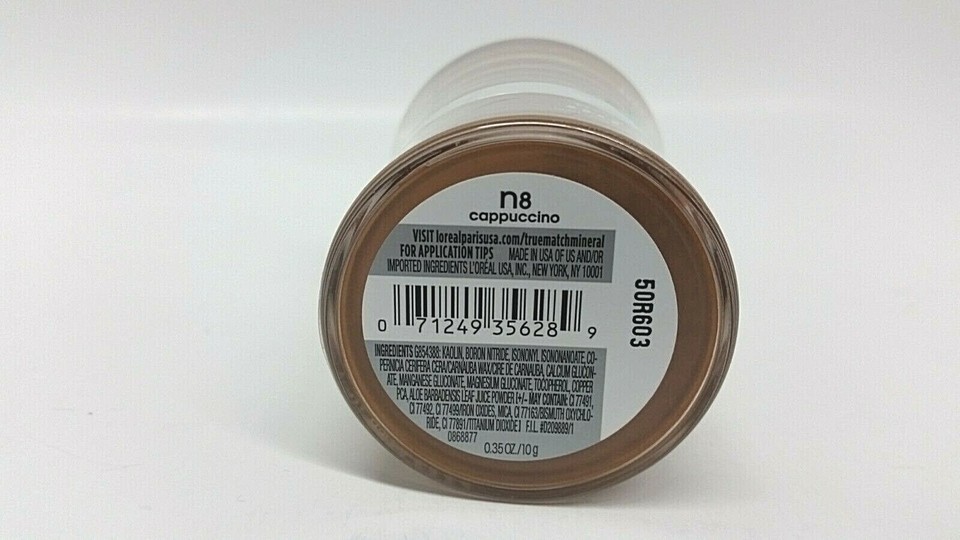 n8
cappuccino
VISIT lorealparisusa.com/truematchmineral
FOR APPLICATION TIPS MADE IN USA OF US AND/OR
IMPORTED INGREDIENTS L'ORÉAL USA, INC., NEW YORK, NY 10001
0 71249 35628 9
50R603
INGREDIENTS G854388: KAOLIN, BORON NITRIDE, ISONONYL ISONONANOATE, CO-
PERNICIA CERIFERA CERA/CARNAUBA WAX/CIRE DE CARNAUBA, CALCIUM GLUCON-
ATE, MANGANESE GLUCONATE, MAGNESIUM GLUCONATE, TOCOPHEROL, COPPER
PCA, ALOE BARBADENSIS LEAF JUICE POWDER [+/- MAY CONTAIN: CI 77491,
CI 77492, CI 77499/IRON OXIDES, MICA, CI 77163/BISMUTH OXYCHLO-
RIDE, CI 77891/TITANIUM DIOXIDE] F.I.L. #D209889/1
0868877
0.35 OZ./10 g